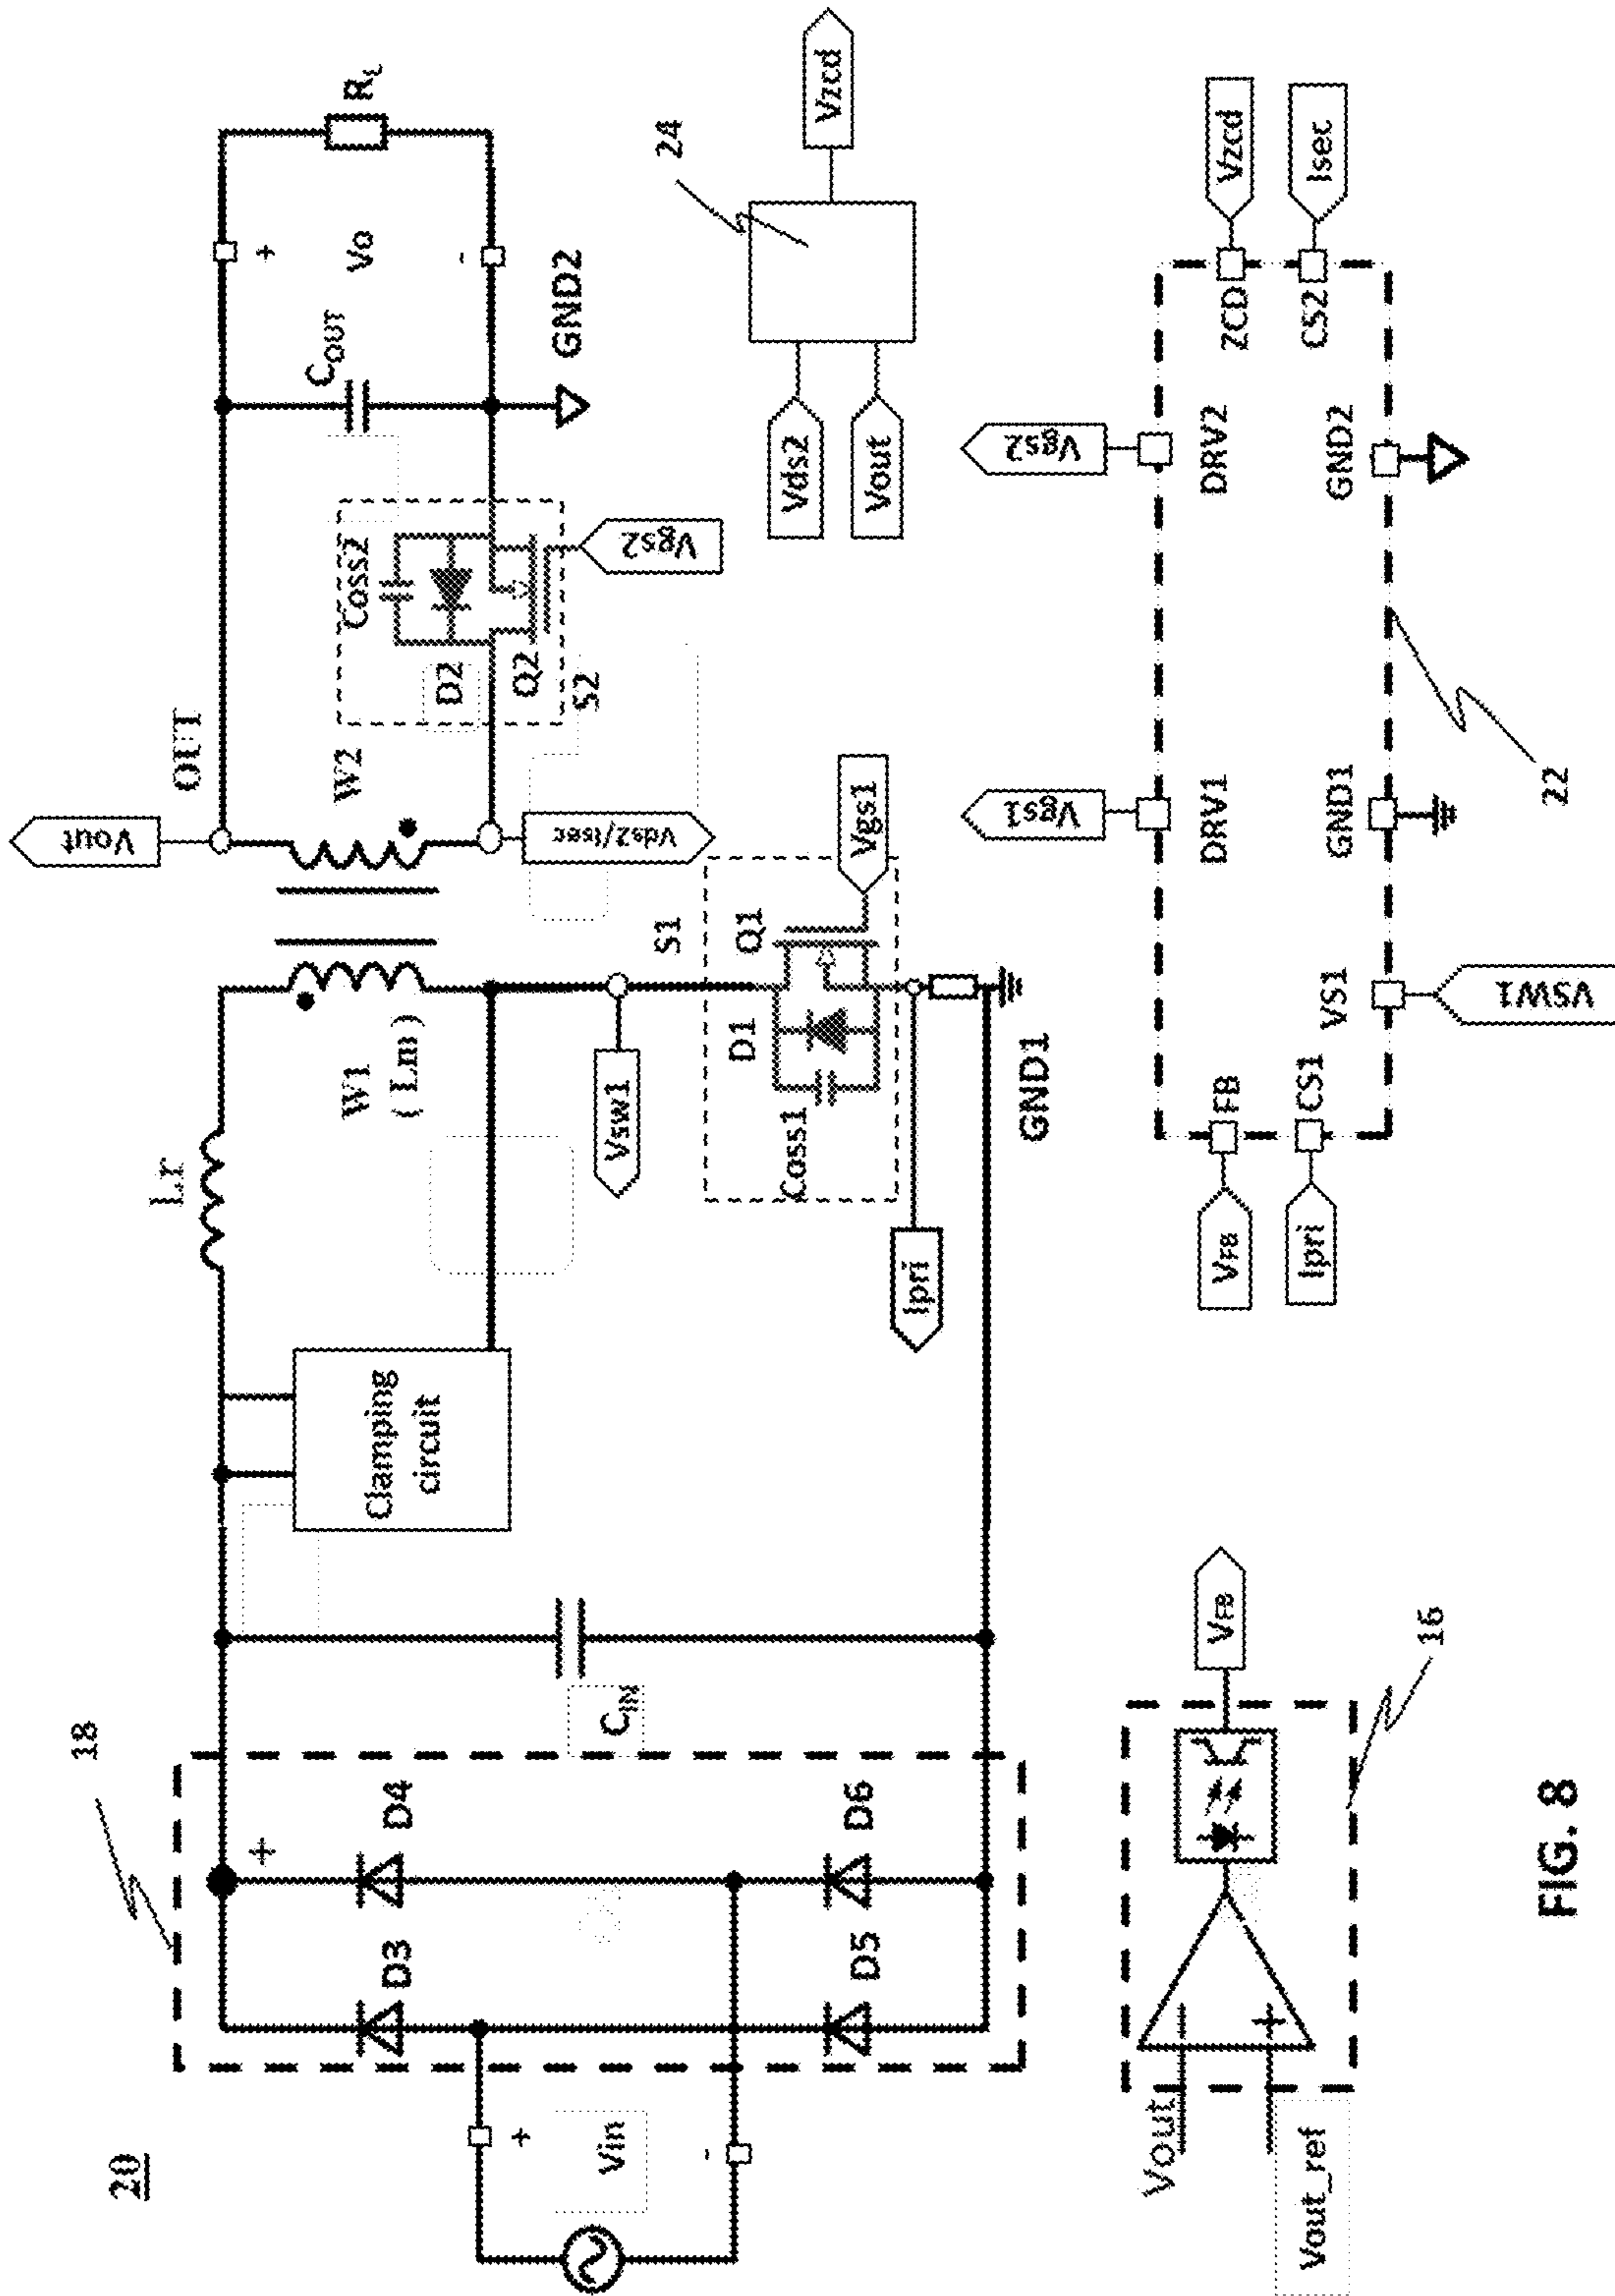 20
18
Vin
+
-
D3
D4
+
D5
D6
CIN
Clamping
circuit
Lr
W1
( Lm )
Vsw1
S1
D1
Q1
Coss1
Vgs1
Ipri
GND1
Vout
OUT
W2
Vds2/Isec
D2
Coss2
Q2
S2
Vgs2
COUT
+
Vo
-
RL
GND2
24
Vds2
Vout
Vzcd
Vout
Vout_ref
-
+
VFB
16
VFB
Ipri
FB
CS1
VS1
VSW1
DRV1
Vgs1
GND1
DRV2
Vgs2
GND2
ZCD
CS2
Vzcd
Isec
22
FIG. 8